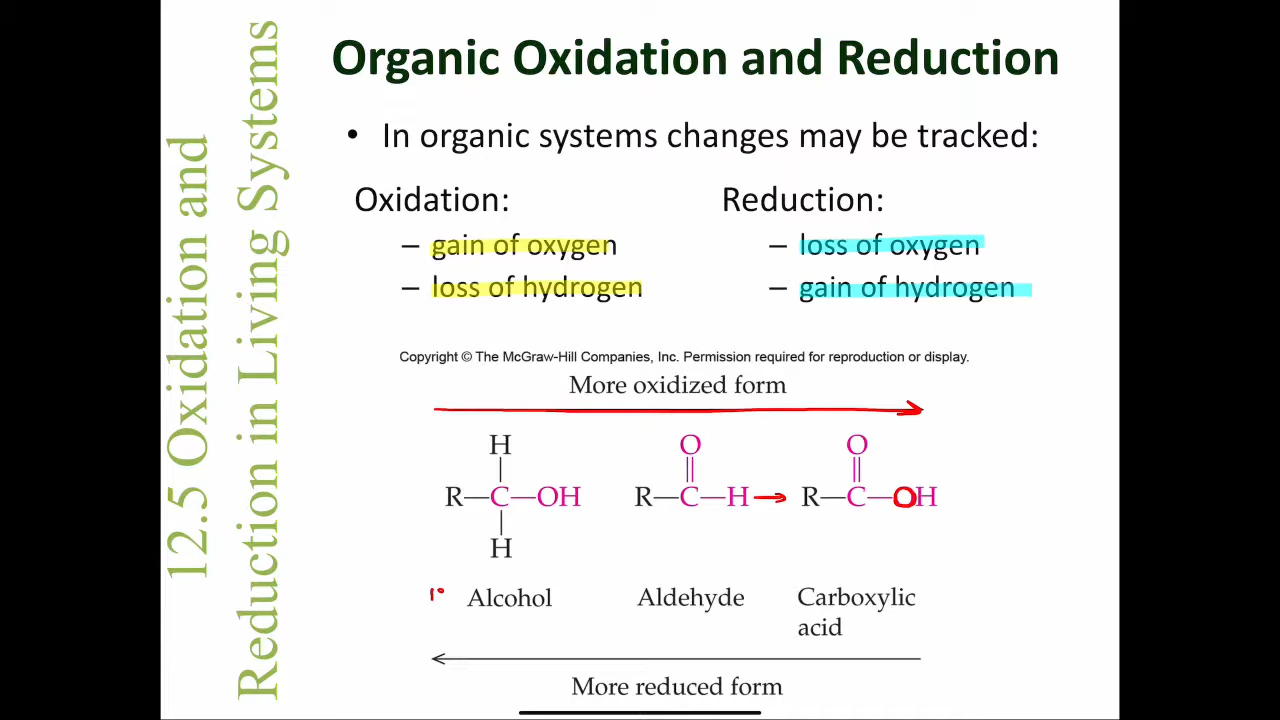 12.5 Oxidation and
Reduction in Living Systems
Organic Oxidation and Reduction
• In organic systems changes may be tracked:
Oxidation:
– gain of oxygen
– loss of hydrogen
Reduction:
– loss of oxygen
– gain of hydrogen
Copyright © The McGraw-Hill Companies, Inc. Permission required for reproduction or display.
More oxidized form
H
R—C—OH
H
O
R—C—H
O
R—C—OH
1° Alcohol
Aldehyde
Carboxylic
acid
More reduced form